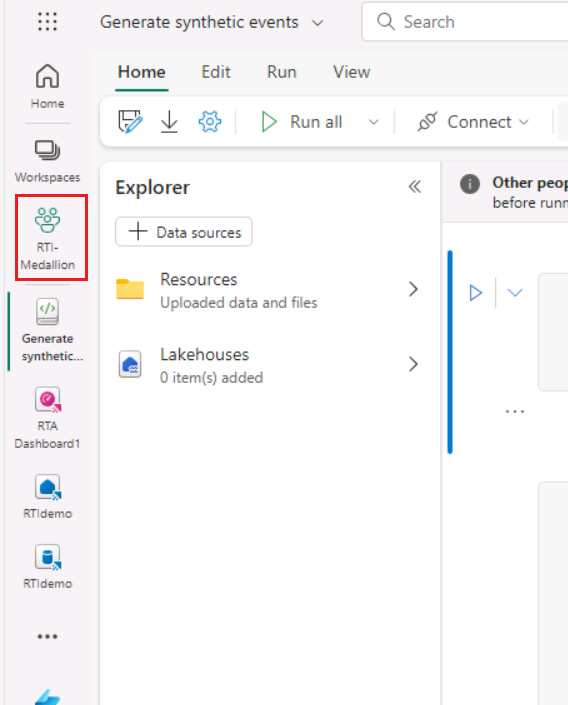 Generate synthetic events
Search
Home
Edit
Run
View
Run all
Connect
Home
Workspaces
RTI-
Medallion
Generate
synthetic...
RTA
Dashboard1
RTIdemo
RTIdemo
Explorer
Data sources
Resources
Uploaded data and files
Lakehouses
0 item(s) added
Other peop
before runn